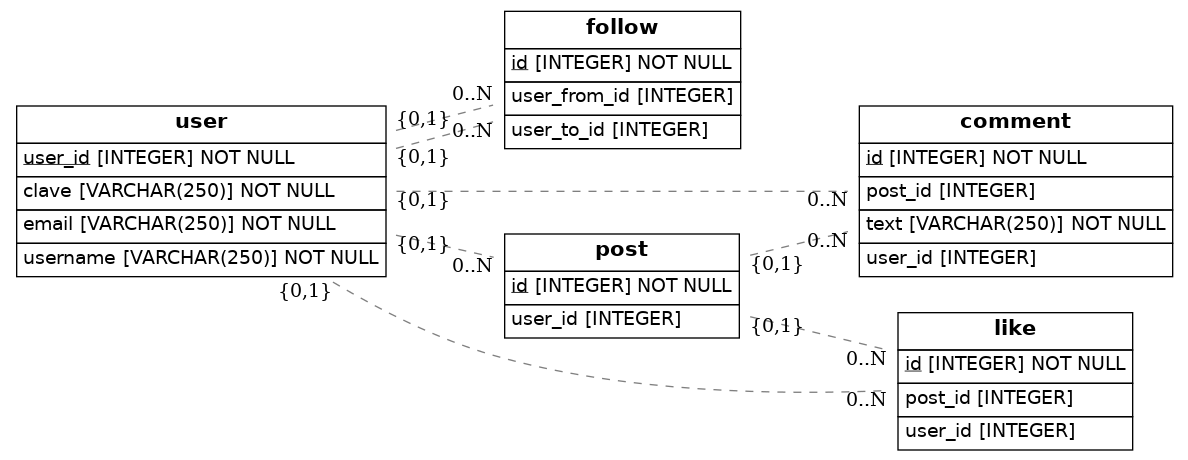 follow
id [INTEGER] NOT NULL
user_from_id [INTEGER]
user_to_id [INTEGER]
user
user_id [INTEGER] NOT NULL
clave [VARCHAR(250)] NOT NULL
email [VARCHAR(250)] NOT NULL
username [VARCHAR(250)] NOT NULL
0..N
{0,1}
0..N
{0,1}
{0,1}
0..N
{0,1}
0..N
{0,1}
0..N
comment
id [INTEGER] NOT NULL
post_id [INTEGER]
text [VARCHAR(250)] NOT NULL
user_id [INTEGER]
post
id [INTEGER] NOT NULL
user_id [INTEGER]
0..N
{0,1}
{0,1}
0..N
like
id [INTEGER] NOT NULL
post_id [INTEGER]
user_id [INTEGER]